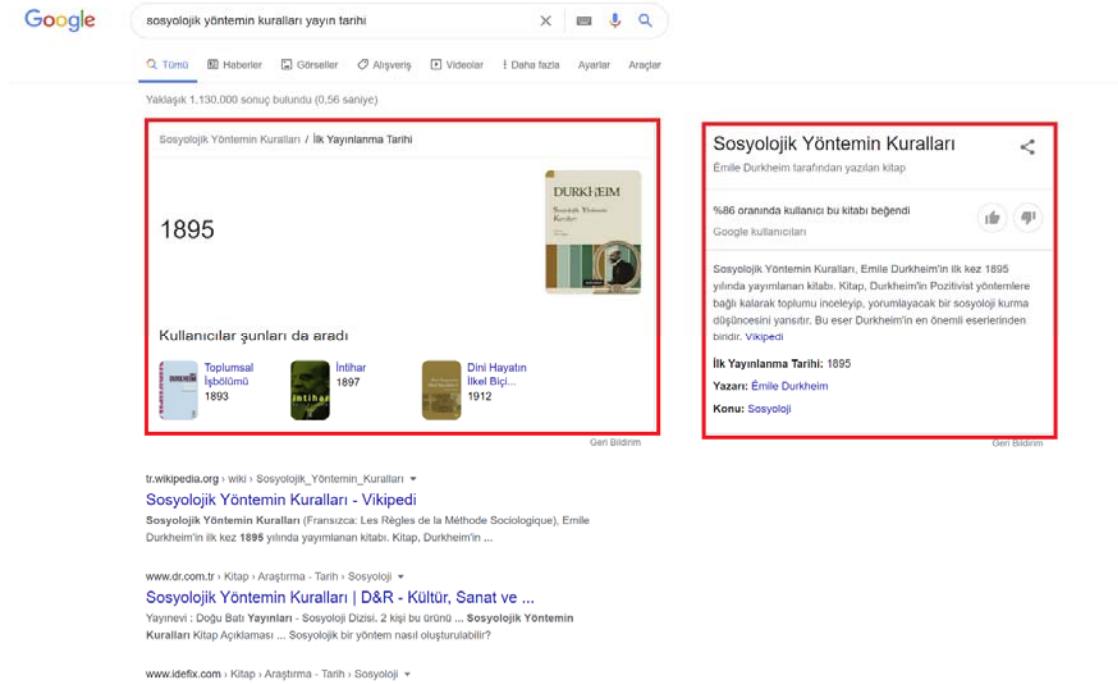 Google
sosyolojik yöntemin kuralları yayın tarihi
Tümü Haberler Görseller Alışveriş Videolar Daha fazla Ayarlar Araçlar
Yaklaşık 1.130.000 sonuç bulundu (0,56 saniye)
Sosyolojik Yöntemin Kuralları / İlk Yayınlanma Tarihi
1895
DURKHEIM
Sosyolojik Yöntemin
Kuralları
Kullanıcılar şunları da aradı
Toplumsal
İşbölümü
1893
intihar
İntihar
1897
Dini Hayatın
İlkel Biçi...
1912
Geri Bildirim
Sosyolojik Yöntemin Kuralları
Émile Durkheim tarafından yazılan kitap
%86 oranında kullanıcı bu kitabı beğendi
Google kullanıcıları
Sosyolojik Yöntemin Kuralları, Emile Durkheim'in ilk kez 1895
yılında yayımlanan kitabı. Kitap, Durkheim'in Pozitivist yöntemlere
bağlı kalarak toplumu inceleyip, yorumlayacak bir sosyoloji kurma
düşüncesini yansıtır. Bu eser Durkheim'in en önemli eserlerinden
biridir. Vikipedi
İlk Yayınlanma Tarihi: 1895
Yazarı: Émile Durkheim
Konu: Sosyoloji
Geri Bildirim
tr.wikipedia.org › wiki › Sosyolojik_Yöntemin_Kuralları
Sosyolojik Yöntemin Kuralları - Vikipedi
Sosyolojik Yöntemin Kuralları (Fransızca: Les Règles de la Méthode Sociologique), Emile
Durkheim'in ilk kez 1895 yılında yayımlanan kitabı. Kitap, Durkheim'in ...
www.dr.com.tr › Kitap › Araştırma - Tarih › Sosyoloji
Sosyolojik Yöntemin Kuralları | D&R - Kültür, Sanat ve ...
Yayınevi : Doğu Batı Yayınları - Sosyoloji Dizisi. 2 kişi bu ürünü ... Sosyolojik Yöntemin
Kuralları Kitap Açıklaması ... Sosyolojik bir yöntem nasıl oluşturulabilir?
www.idefix.com › Kitap › Araştırma - Tarih › Sosyoloji